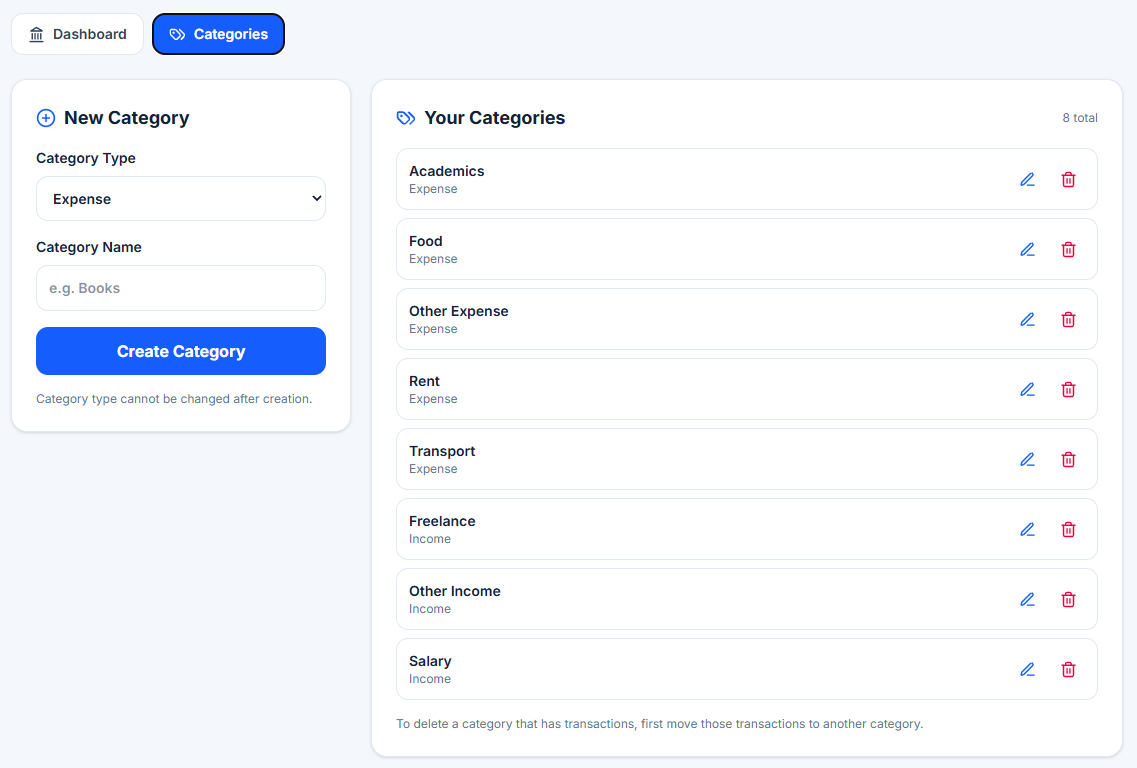 Dashboard
Categories
New Category
Category Type
Expense
Category Name
e.g. Books
Create Category
Category type cannot be changed after creation.
Your Categories
8 total
Academics
Expense
Food
Expense
Other Expense
Expense
Rent
Expense
Transport
Expense
Freelance
Income
Other Income
Income
Salary
Income
To delete a category that has transactions, first move those transactions to another category.